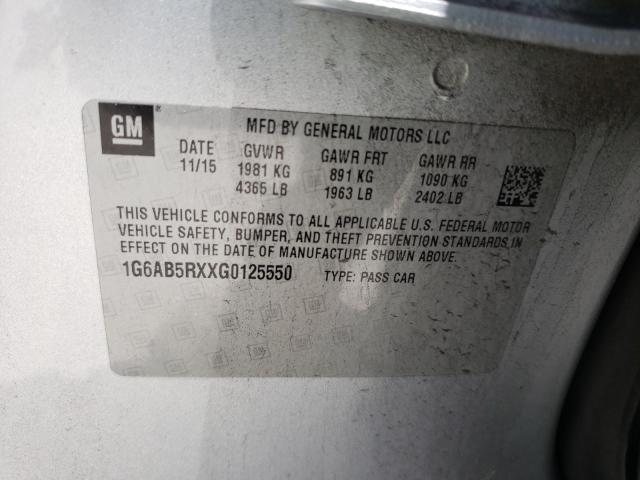 GM
MFD BY GENERAL MOTORS LLC
DATE GVWR GAWR FRT GAWR RR
11/15 1981 KG 891 KG 1090 KG
4365 LB 1963 LB 2402 LB
THIS VEHICLE CONFORMS TO ALL APPLICABLE U.S. FEDERAL MOTOR
VEHICLE SAFETY, BUMPER, AND THEFT PREVENTION STANDARDS IN
EFFECT ON THE DATE OF MANUFACTURE SHOWN ABOVE.
1G6AB5RXXG0125550 TYPE: PASS CAR